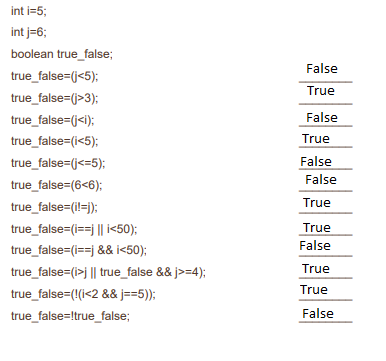 int i=5;
int j=6;
boolean true_false;
true_false=(j<5); False
true_false=(j>3); True
true_false=(j<i); False
true_false=(i<5); True
true_false=(j<=5); False
true_false=(6<6); False
true_false=(i!=j); True
true_false=(i==j || i<50); True
true_false=(i==j && i<50); False
true_false=(i>j || true_false && j>=4); True
true_false=(!(i<2 && j==5)); True
true_false=!true_false; False